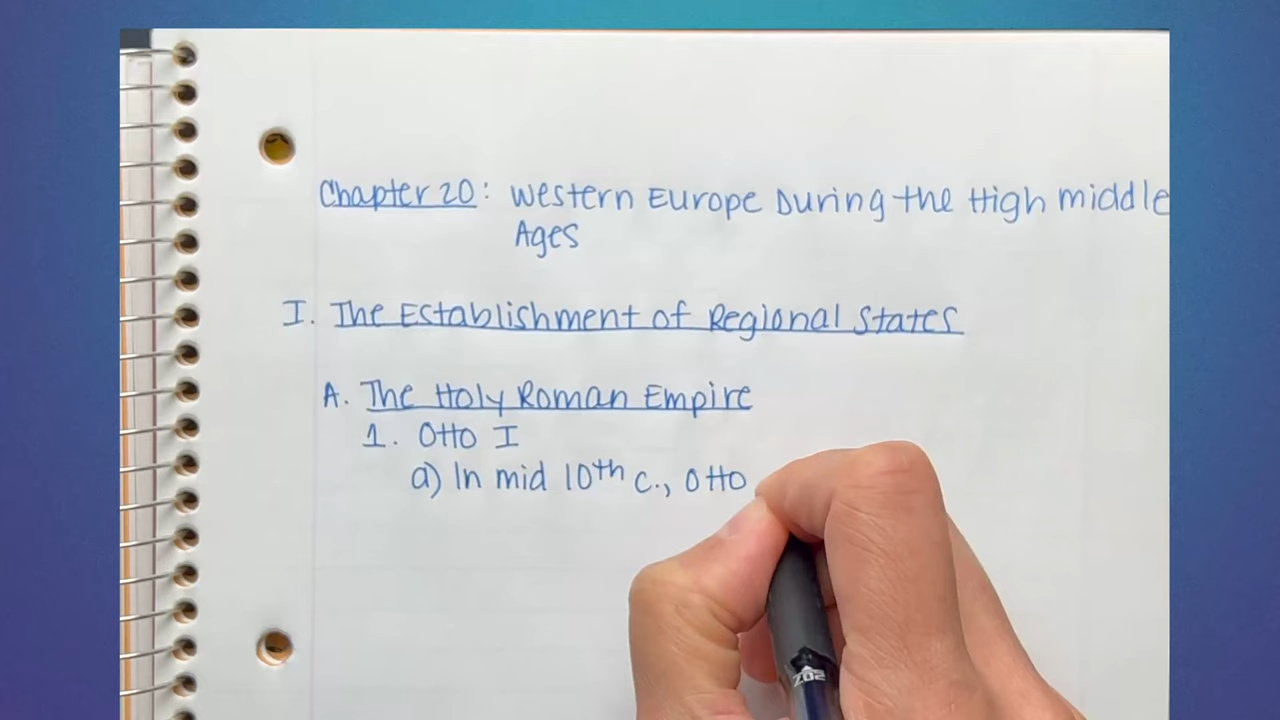 Chapter 20: Western Europe During the High Middle
Ages
I. The Establishment of Regional States
A. The Holy Roman Empire
1. Otto I
a) In mid 10th c., Otto